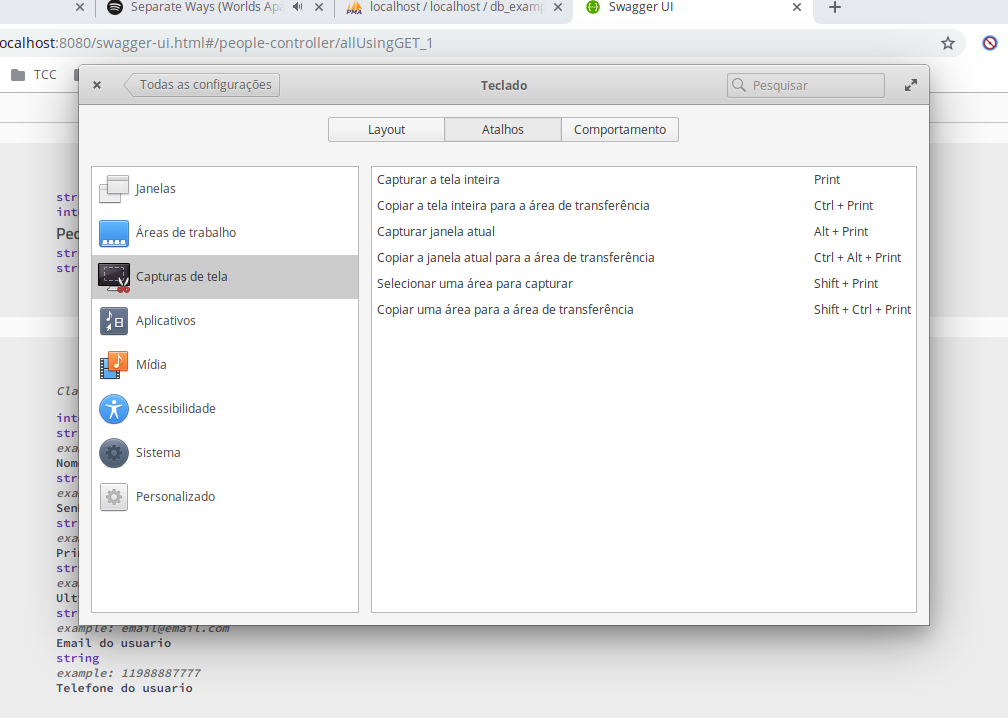 Separate Ways (Worlds Apa
localhost / localhost / db_examp
Swagger UI
ocalhost:8080/swagger-ui.html#/people-controller/allUsingGET_1
TCC
Todas as configurações
Teclado
Pesquisar
Layout
Atalhos
Comportamento
Janelas
Áreas de trabalho
Capturas de tela
Aplicativos
Mídia
Acessibilidade
Sistema
Personalizado
Capturar a tela inteira Print
Copiar a tela inteira para a área de transferência Ctrl + Print
Capturar janela atual Alt + Print
Copiar a janela atual para a área de transferência Ctrl + Alt + Print
Selecionar uma área para capturar Shift + Print
Copiar uma área para a área de transferência Shift + Ctrl + Print
str
int
Peo
str
str
Cla
int
str
exa
Nom
str
exa
Sen
str
exa
Pri
str
exa
Ult
str
example: email@email.com
Email do usuario
string
example: 11988887777
Telefone do usuario